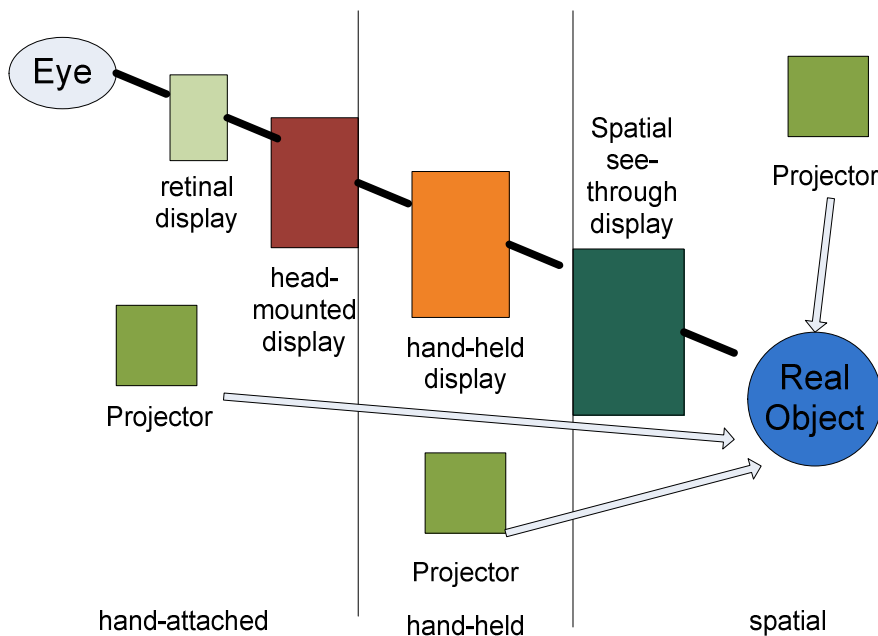 Eye
retinal
display
head-
mounted
display
hand-held
display
Spatial
see-
through
display
Projector
Real
Object
Projector
Projector
hand-attached
hand-held
spatial